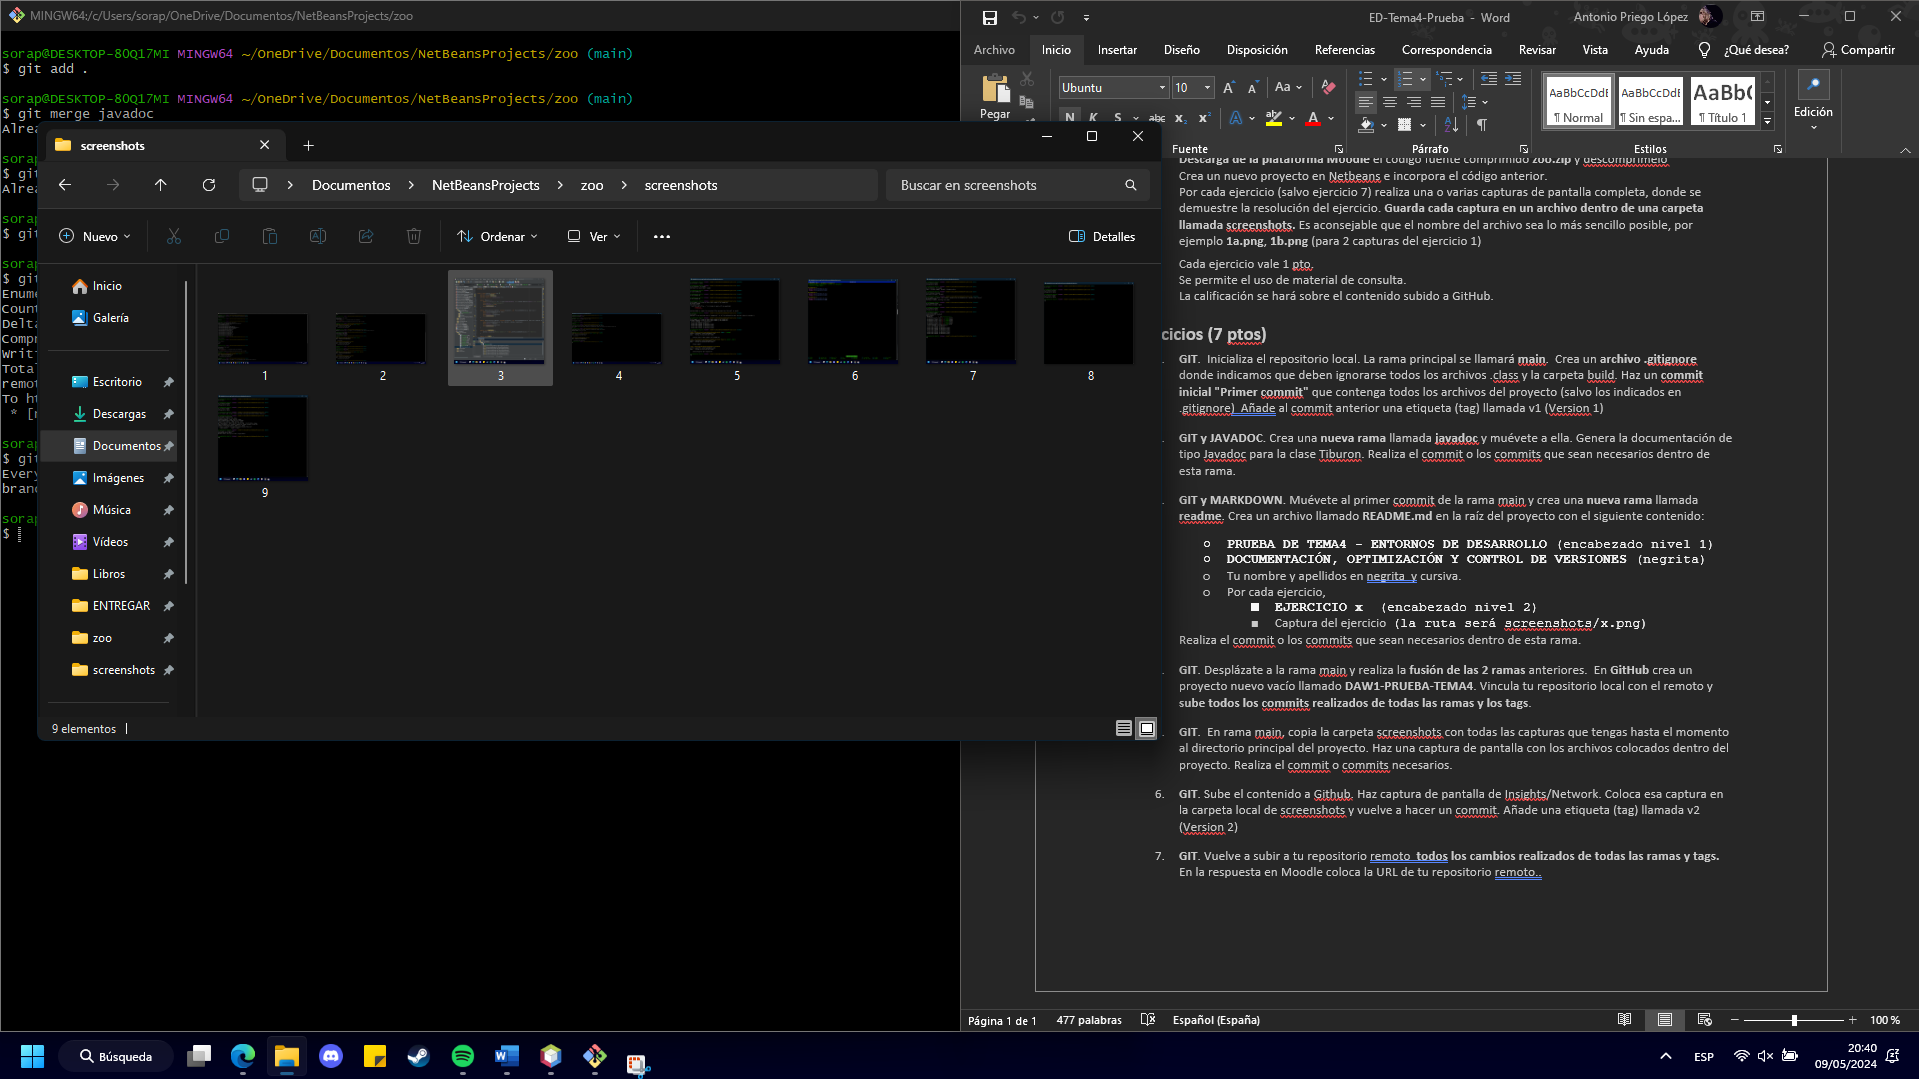 MINGW64:/c/Users/sorap/OneDrive/Documentos/NetBeansProjects/zoo
sorap@DESKTOP-8OQ17MI MINGW64 ~/OneDrive/Documentos/NetBeansProjects/zoo (main)
$ git add .
sorap@DESKTOP-8OQ17MI MINGW64 ~/OneDrive/Documentos/NetBeansProjects/zoo (main)
$ git merge javadoc
Alrea
sorap
$ git
Alrea
sorap
$ git
sorap
$ git
Enume
Count
Delta
Compr
Writi
Total
remot
To ht
* [n
sorap
$ git
Every
branc
sorap
$
screenshots
Documentos
NetBeansProjects
zoo
screenshots
Buscar en screenshots
Nuevo
Ordenar
Ver
Detalles
Inicio
Galería
Escritorio
Descargas
Documentos
Imágenes
Música
Vídeos
Libros
ENTREGAR
zoo
screenshots
1
2
3
4
5
6
7
8
9
9 elementos
ED-Tema4-Prueba - Word
Antonio Priego López
Archivo
Inicio
Insertar
Diseño
Disposición
Referencias
Correspondencia
Revisar
Vista
Ayuda
¿Qué desea?
Compartir
Pegar
Ubuntu
10
N K S abc x₂ x²
Aa
AaBbCcDdE
¶ Normal
AaBbCcDdE
¶ Sin espa...
AaBb(
¶ Título 1
Edición
Fuente
Párrafo
Estilos
Descarga de la plataforma Moodle el código fuente comprimido zoo.zip y descomprímelo
Crea un nuevo proyecto en Netbeans e incorpora el código anterior.
Por cada ejercicio (salvo ejercicio 7) realiza una o varias capturas de pantalla completa, donde se
demuestre la resolución del ejercicio. Guarda cada captura en un archivo dentro de una carpeta
llamada screenshots. Es aconsejable que el nombre del archivo sea lo más sencillo posible, por
ejemplo 1a.png, 1b.png (para 2 capturas del ejercicio 1)
Cada ejercicio vale 1 pto.
Se permite el uso de material de consulta.
La calificación se hará sobre el contenido subido a GitHub.
cicios (7 ptos)
GIT. Inicializa el repositorio local. La rama principal se llamará main. Crea un archivo .gitignore
donde indicamos que deben ignorarse todos los archivos .class y la carpeta build. Haz un commit
inicial "Primer commit" que contenga todos los archivos del proyecto (salvo los indicados en
.gitignore) Añade al commit anterior una etiqueta (tag) llamada v1 (Version 1)
GIT y JAVADOC. Crea una nueva rama llamada javadoc y muévete a ella. Genera la documentación de
tipo Javadoc para la clase Tiburon. Realiza el commit o los commits que sean necesarios dentro de
esta rama.
GIT y MARKDOWN. Muévete al primer commit de la rama main y crea una nueva rama llamada
readme. Crea un archivo llamado README.md en la raíz del proyecto con el siguiente contenido:
o PRUEBA DE TEMA4 – ENTORNOS DE DESARROLLO (encabezado nivel 1)
o DOCUMENTACIÓN, OPTIMIZACIÓN Y CONTROL DE VERSIONES (negrita)
o Tu nombre y apellidos en negrita y cursiva.
o Por cada ejercicio,
■ EJERCICIO x (encabezado nivel 2)
■ Captura del ejercicio (la ruta será screenshots/x.png)
Realiza el commit o los commits que sean necesarios dentro de esta rama.
GIT. Desplázate a la rama main y realiza la fusión de las 2 ramas anteriores. En GitHub crea un
proyecto nuevo vacío llamado DAW1-PRUEBA-TEMA4. Vincula tu repositorio local con el remoto y
sube todos los commits realizados de todas las ramas y los tags.
GIT. En rama main, copia la carpeta screenshots con todas las capturas que tengas hasta el momento
al directorio principal del proyecto. Haz una captura de pantalla con los archivos colocados dentro del
proyecto. Realiza el commit o commits necesarios.
6. GIT. Sube el contenido a Github. Haz captura de pantalla de Insights/Network. Coloca esa captura en
la carpeta local de screenshots y vuelve a hacer un commit. Añade una etiqueta (tag) llamada v2
(Version 2)
7. GIT. Vuelve a subir a tu repositorio remoto todos los cambios realizados de todas las ramas y tags.
En la respuesta en Moodle coloca la URL de tu repositorio remoto..
Página 1 de 1
477 palabras
Español (España)
100 %
Búsqueda
ESP
20:40
09/05/2024